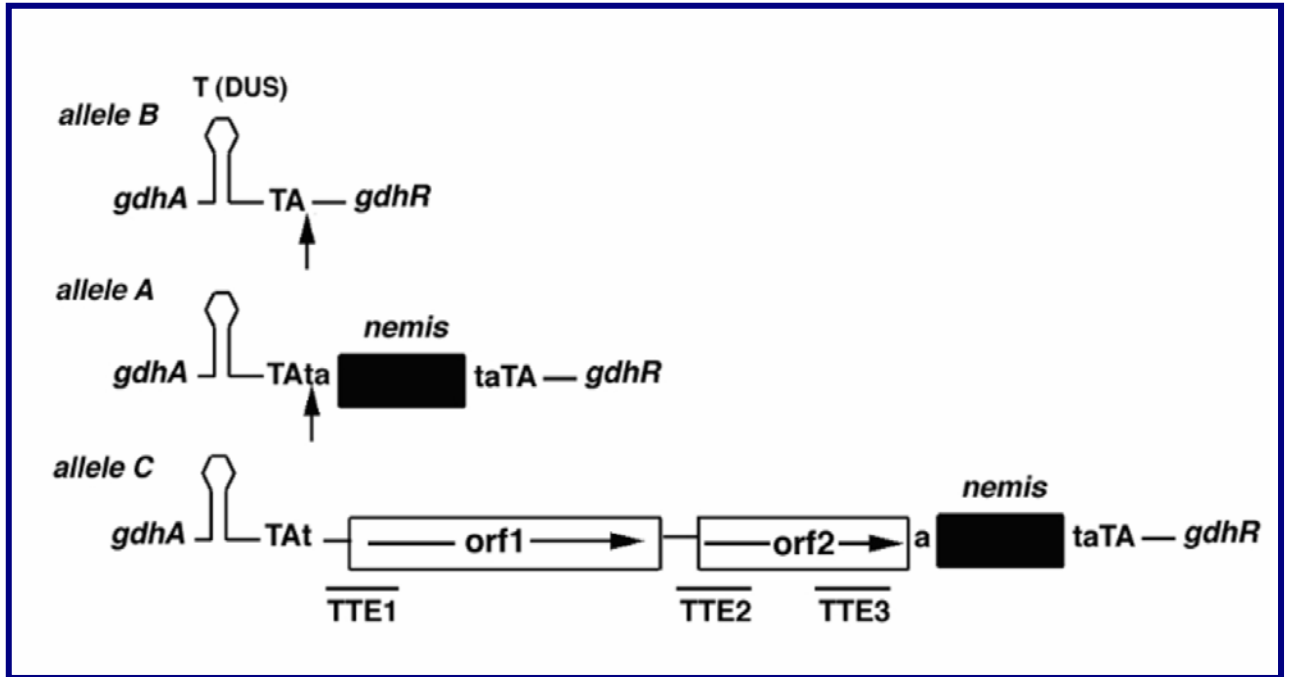 T (DUS)
allele B
gdhA TA gdhR
allele A
nemis
gdhA TAta taTA gdhR
allele C
nemis
gdhA TAt orf1 orf2 a taTA gdhR
TTE1 TTE2 TTE3